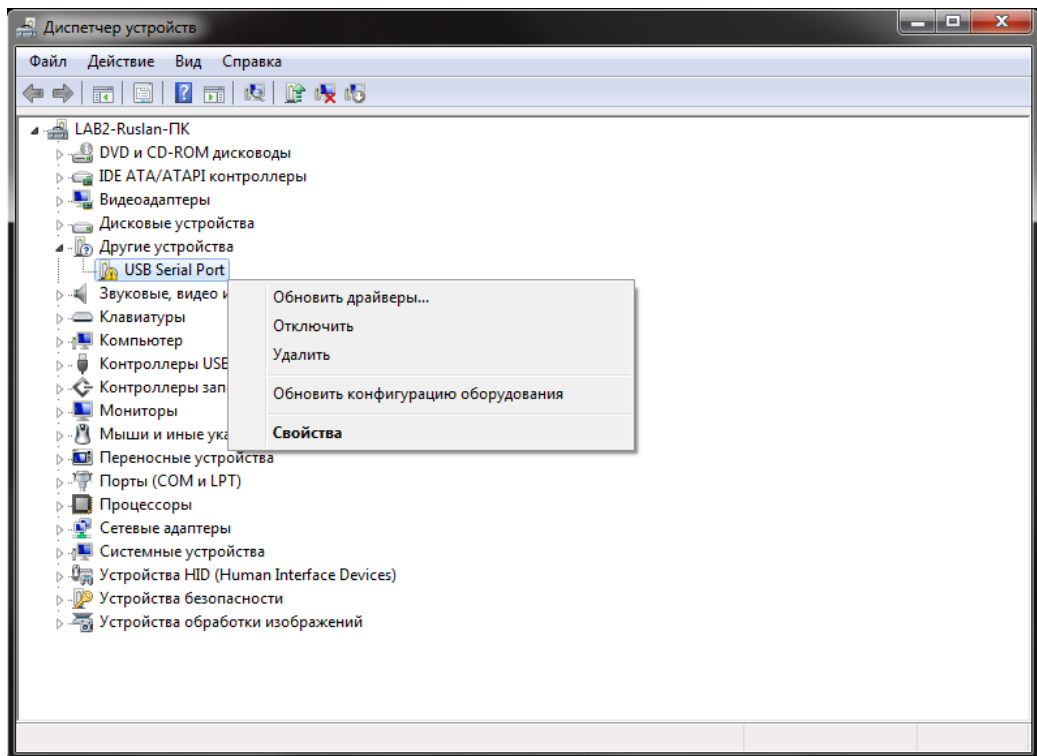 Диспетчер устройств
Файл Действие Вид Справка
LAB2-Ruslan-ПК
DVD и CD-ROM дисководы
IDE ATA/ATAPI контроллеры
Видеоадаптеры
Дисковые устройства
Другие устройства
USB Serial Port
Звуковые, видео и
Обновить драйверы...
Клавиатуры
Отключить
Компьютер
Удалить
Контроллеры USB
Контроллеры зап
Обновить конфигурацию оборудования
Мониторы
Мыши и иные ука
Свойства
Переносные устройства
Порты (COM и LPT)
Процессоры
Сетевые адаптеры
Системные устройства
Устройства HID (Human Interface Devices)
Устройства безопасности
Устройства обработки изображений